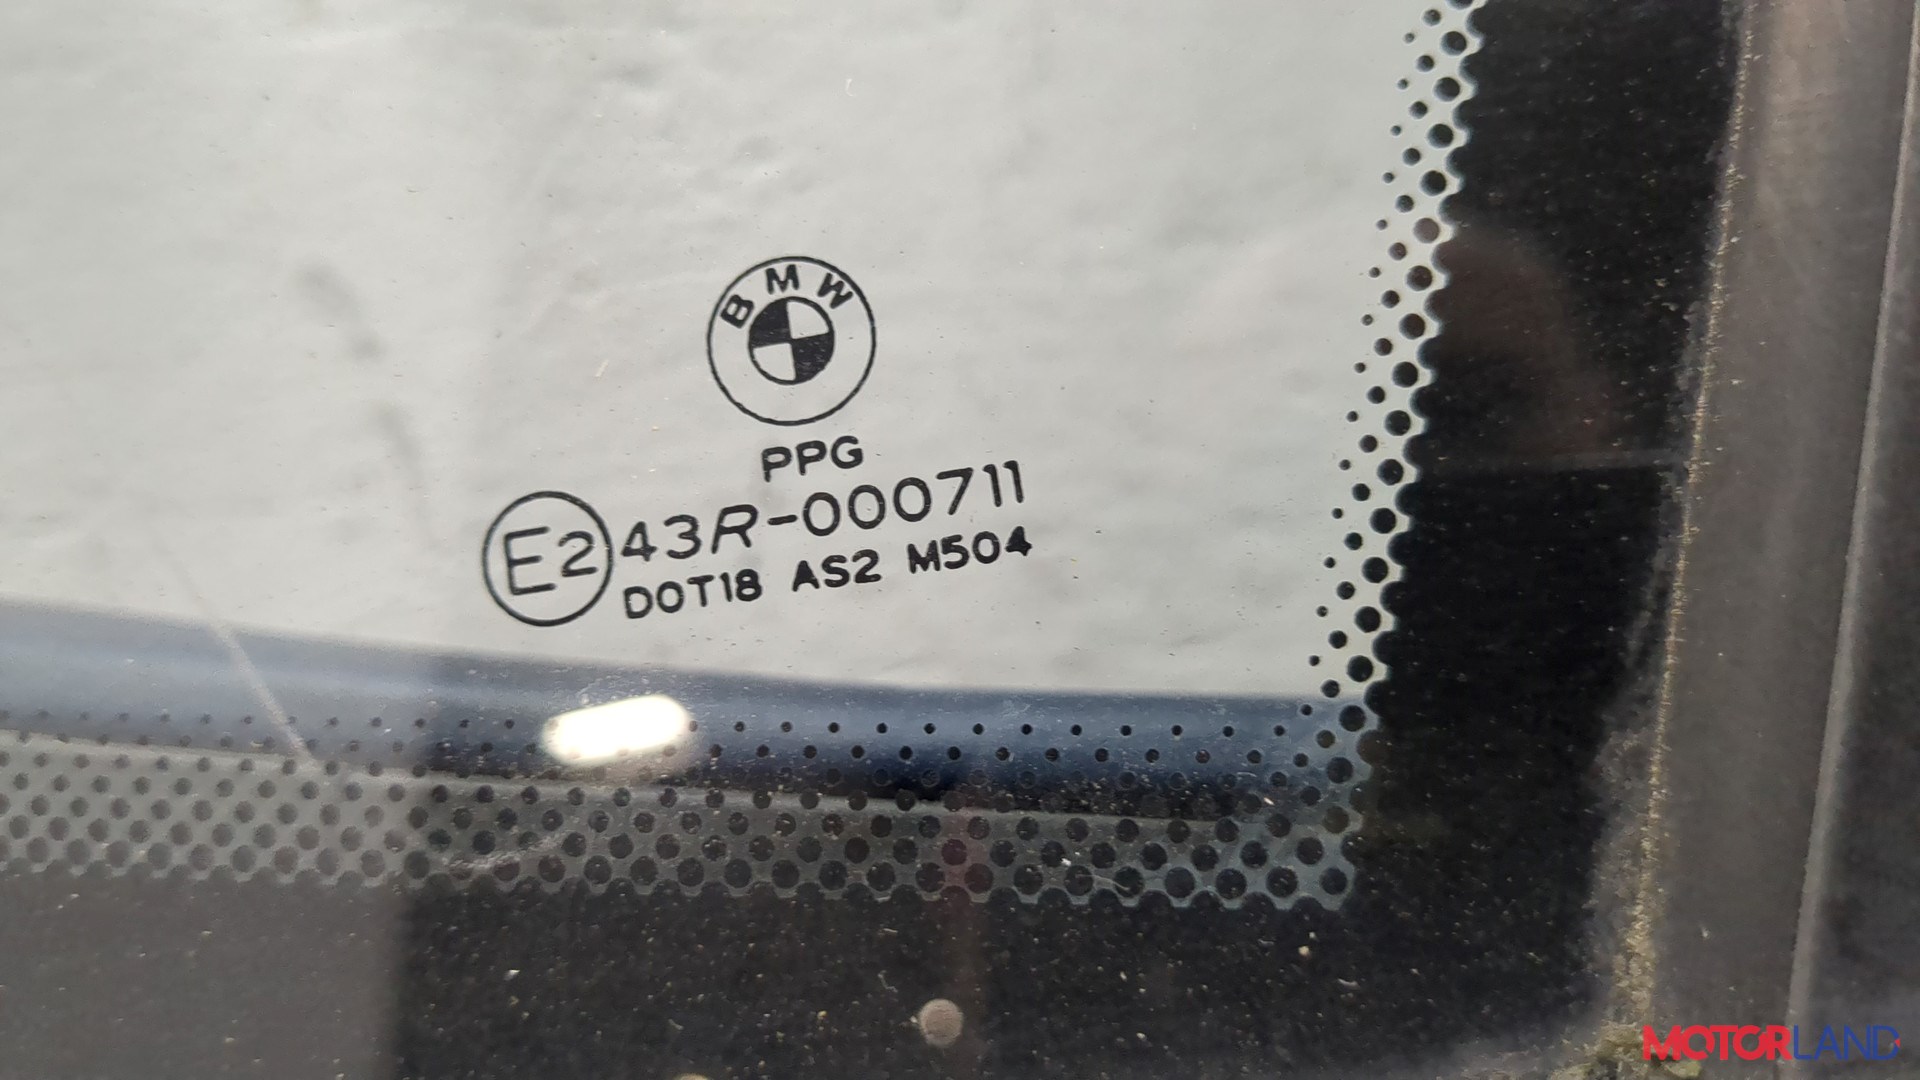 BMW
PPG
E2 43R-000711
DOT18 AS2 M504
MOTORLAND